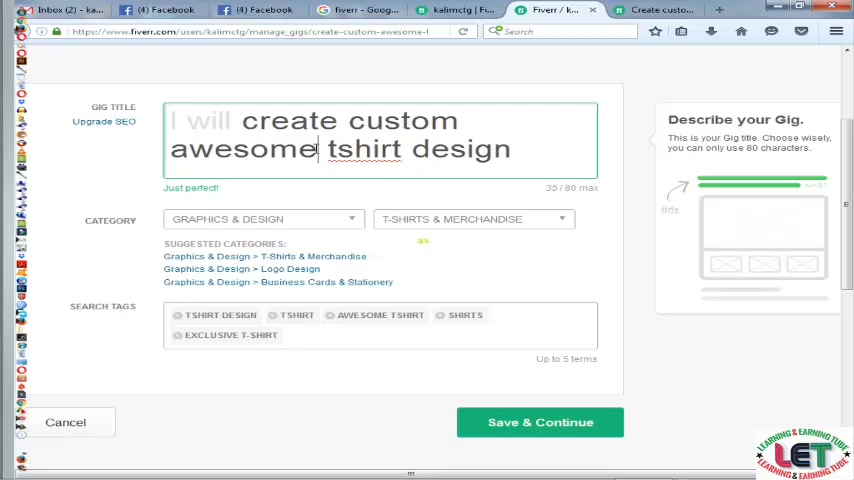 Inbox (2) - ka...
(4) Facebook
(4) Facebook
fiverr - Goog...
kalimctg | Fi...
Fiverr / k...
Create custo...
https://www.fiverr.com/users/kalimctg/manage_gigs/create-custom-awesome-t
Search
GIG TITLE
Upgrade SEO
I will create custom
awesome tshirt design
Just perfect!
35 / 80 max
Describe your Gig.
This is your Gig title. Choose wisely,
you can only use 80 characters.
title
CATEGORY
GRAPHICS & DESIGN
T-SHIRTS & MERCHANDISE
as
SUGGESTED CATEGORIES:
Graphics & Design > T-Shirts & Merchandise
Graphics & Design > Logo Design
Graphics & Design > Business Cards & Stationery
SEARCH TAGS
TSHIRT DESIGN
TSHIRT
AWESOME TSHIRT
SHIRTS
EXCLUSIVE T-SHIRT
Up to 5 terms
Cancel
Save & Continue
LEARNING & EARNING TUBE
LET
LEARNING & EARNING TUBE